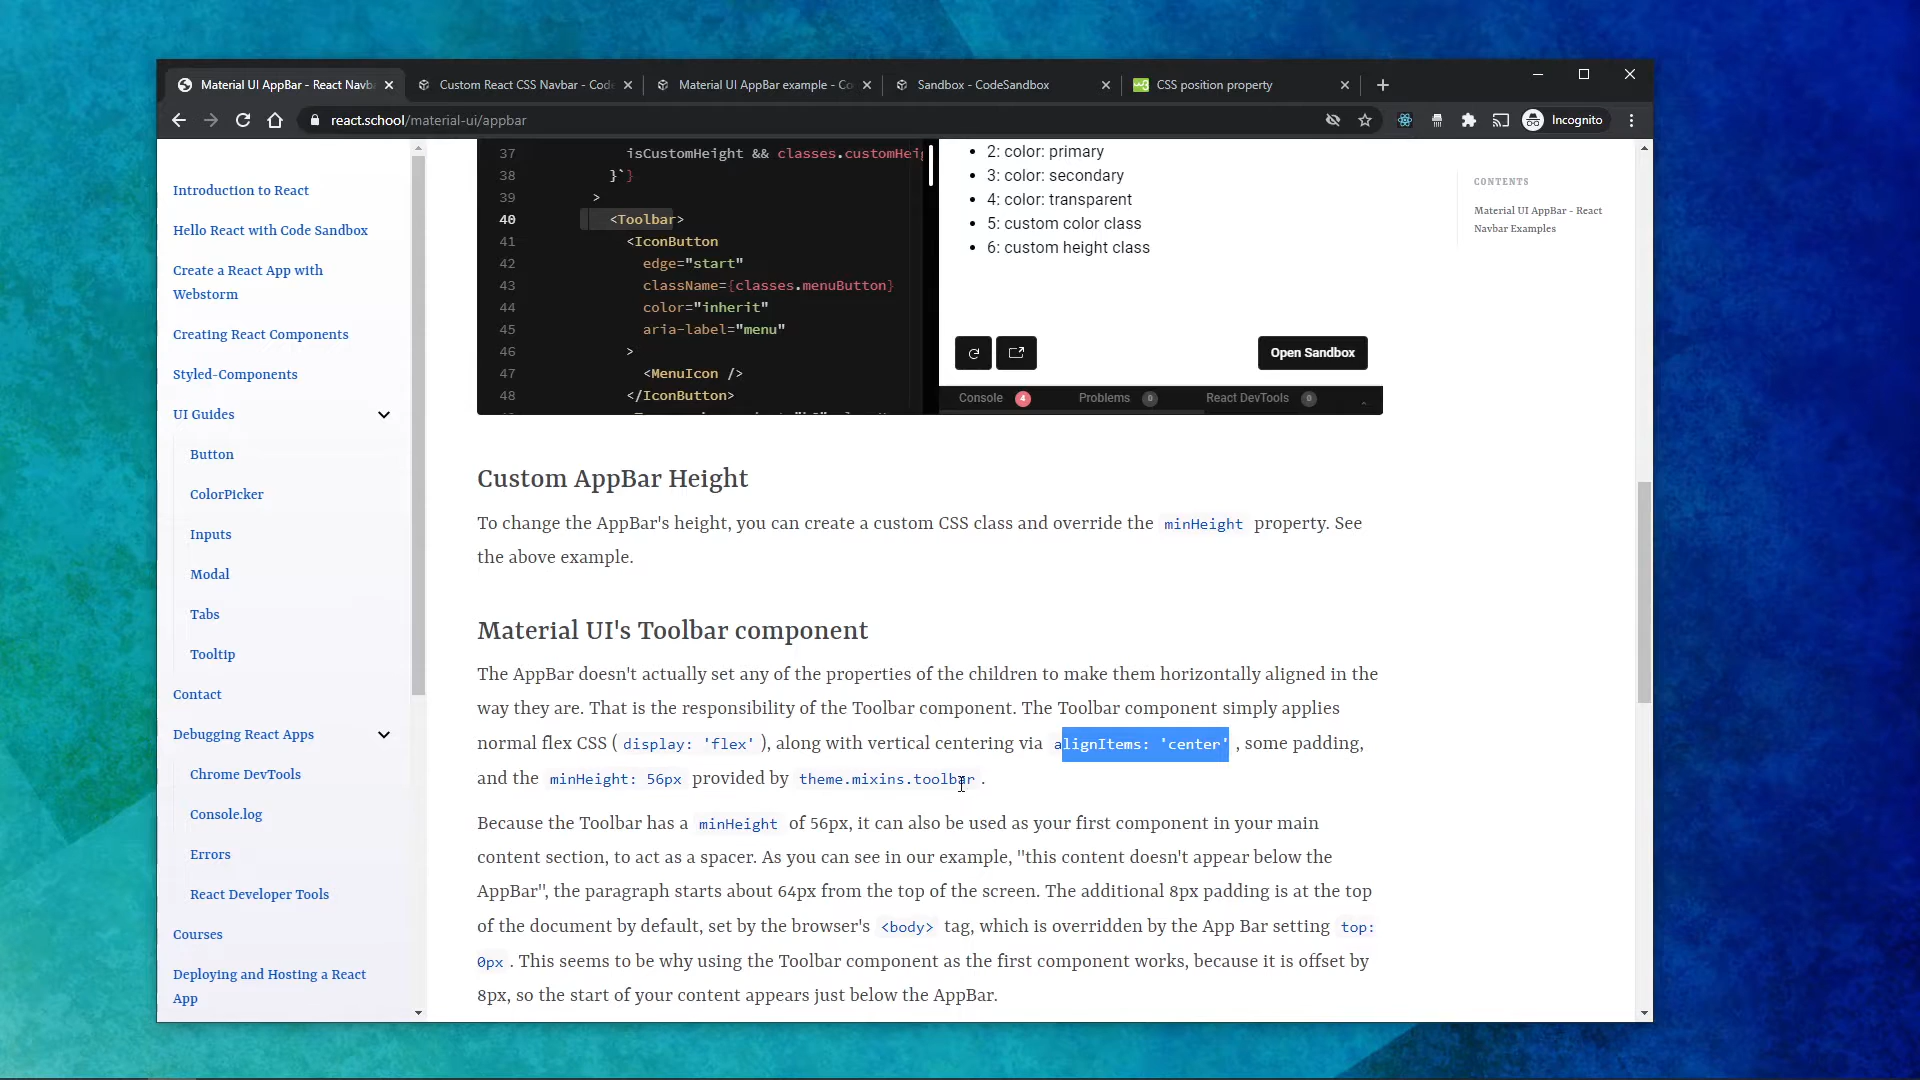 Material UI AppBar - React Navba
Custom React CSS Navbar - Code
Material UI AppBar example - Co
Sandbox - CodeSandbox
CSS position property
react.school/material-ui/appbar
Incognito
Introduction to React
Hello React with Code Sandbox
Create a React App with
Webstorm
Creating React Components
Styled-Components
UI Guides
Button
ColorPicker
Inputs
Modal
Tabs
Tooltip
Contact
Debugging React Apps
Chrome DevTools
Console.log
Errors
React Developer Tools
Courses
Deploying and Hosting a React
App
37 isCustomHeight && classes.customHeig
38 }`}
39 >
40 <Toolbar>
41 <IconButton
42 edge="start"
43 className={classes.menuButton}
44 color="inherit"
45 aria-label="menu"
46 >
47 <MenuIcon />
48 </IconButton>
2: color: primary
3: color: secondary
4: color: transparent
5: custom color class
6: custom height class
Open Sandbox
Console 4 Problems 0 React DevTools 0
CONTENTS
Material UI AppBar - React
Navbar Examples
Custom AppBar Height
To change the AppBar's height, you can create a custom CSS class and override the minHeight property. See
the above example.
Material UI's Toolbar component
The AppBar doesn't actually set any of the properties of the children to make them horizontally aligned in the
way they are. That is the responsibility of the Toolbar component. The Toolbar component simply applies
normal flex CSS ( display: 'flex' ), along with vertical centering via alignItems: 'center' , some padding,
and the minHeight: 56px provided by theme.mixins.toolbar .
Because the Toolbar has a minHeight of 56px, it can also be used as your first component in your main
content section, to act as a spacer. As you can see in our example, "this content doesn't appear below the
AppBar", the paragraph starts about 64px from the top of the screen. The additional 8px padding is at the top
of the document by default, set by the browser's <body> tag, which is overridden by the App Bar setting top:
0px . This seems to be why using the Toolbar component as the first component works, because it is offset by
8px, so the start of your content appears just below the AppBar.